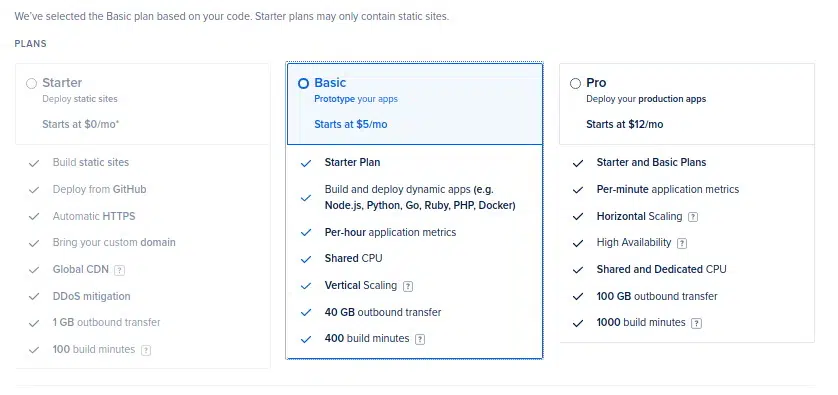 We've selected the Basic plan based on your code. Starter plans may only contain static sites.
PLANS
Starter
Deploy static sites
Starts at $0/mo*
Build static sites
Deploy from GitHub
Automatic HTTPS
Bring your custom domain
Global CDN ?
DDoS mitigation
1 GB outbound transfer
100 build minutes ?
Basic
Prototype your apps
Starts at $5/mo
Starter Plan
Build and deploy dynamic apps (e.g.
Node.js, Python, Go, Ruby, PHP, Docker)
Per-hour application metrics
Shared CPU
Vertical Scaling ?
40 GB outbound transfer
400 build minutes ?
Pro
Deploy your production apps
Starts at $12/mo
Starter and Basic Plans
Per-minute application metrics
Horizontal Scaling ?
High Availability ?
Shared and Dedicated CPU
100 GB outbound transfer
1000 build minutes ?